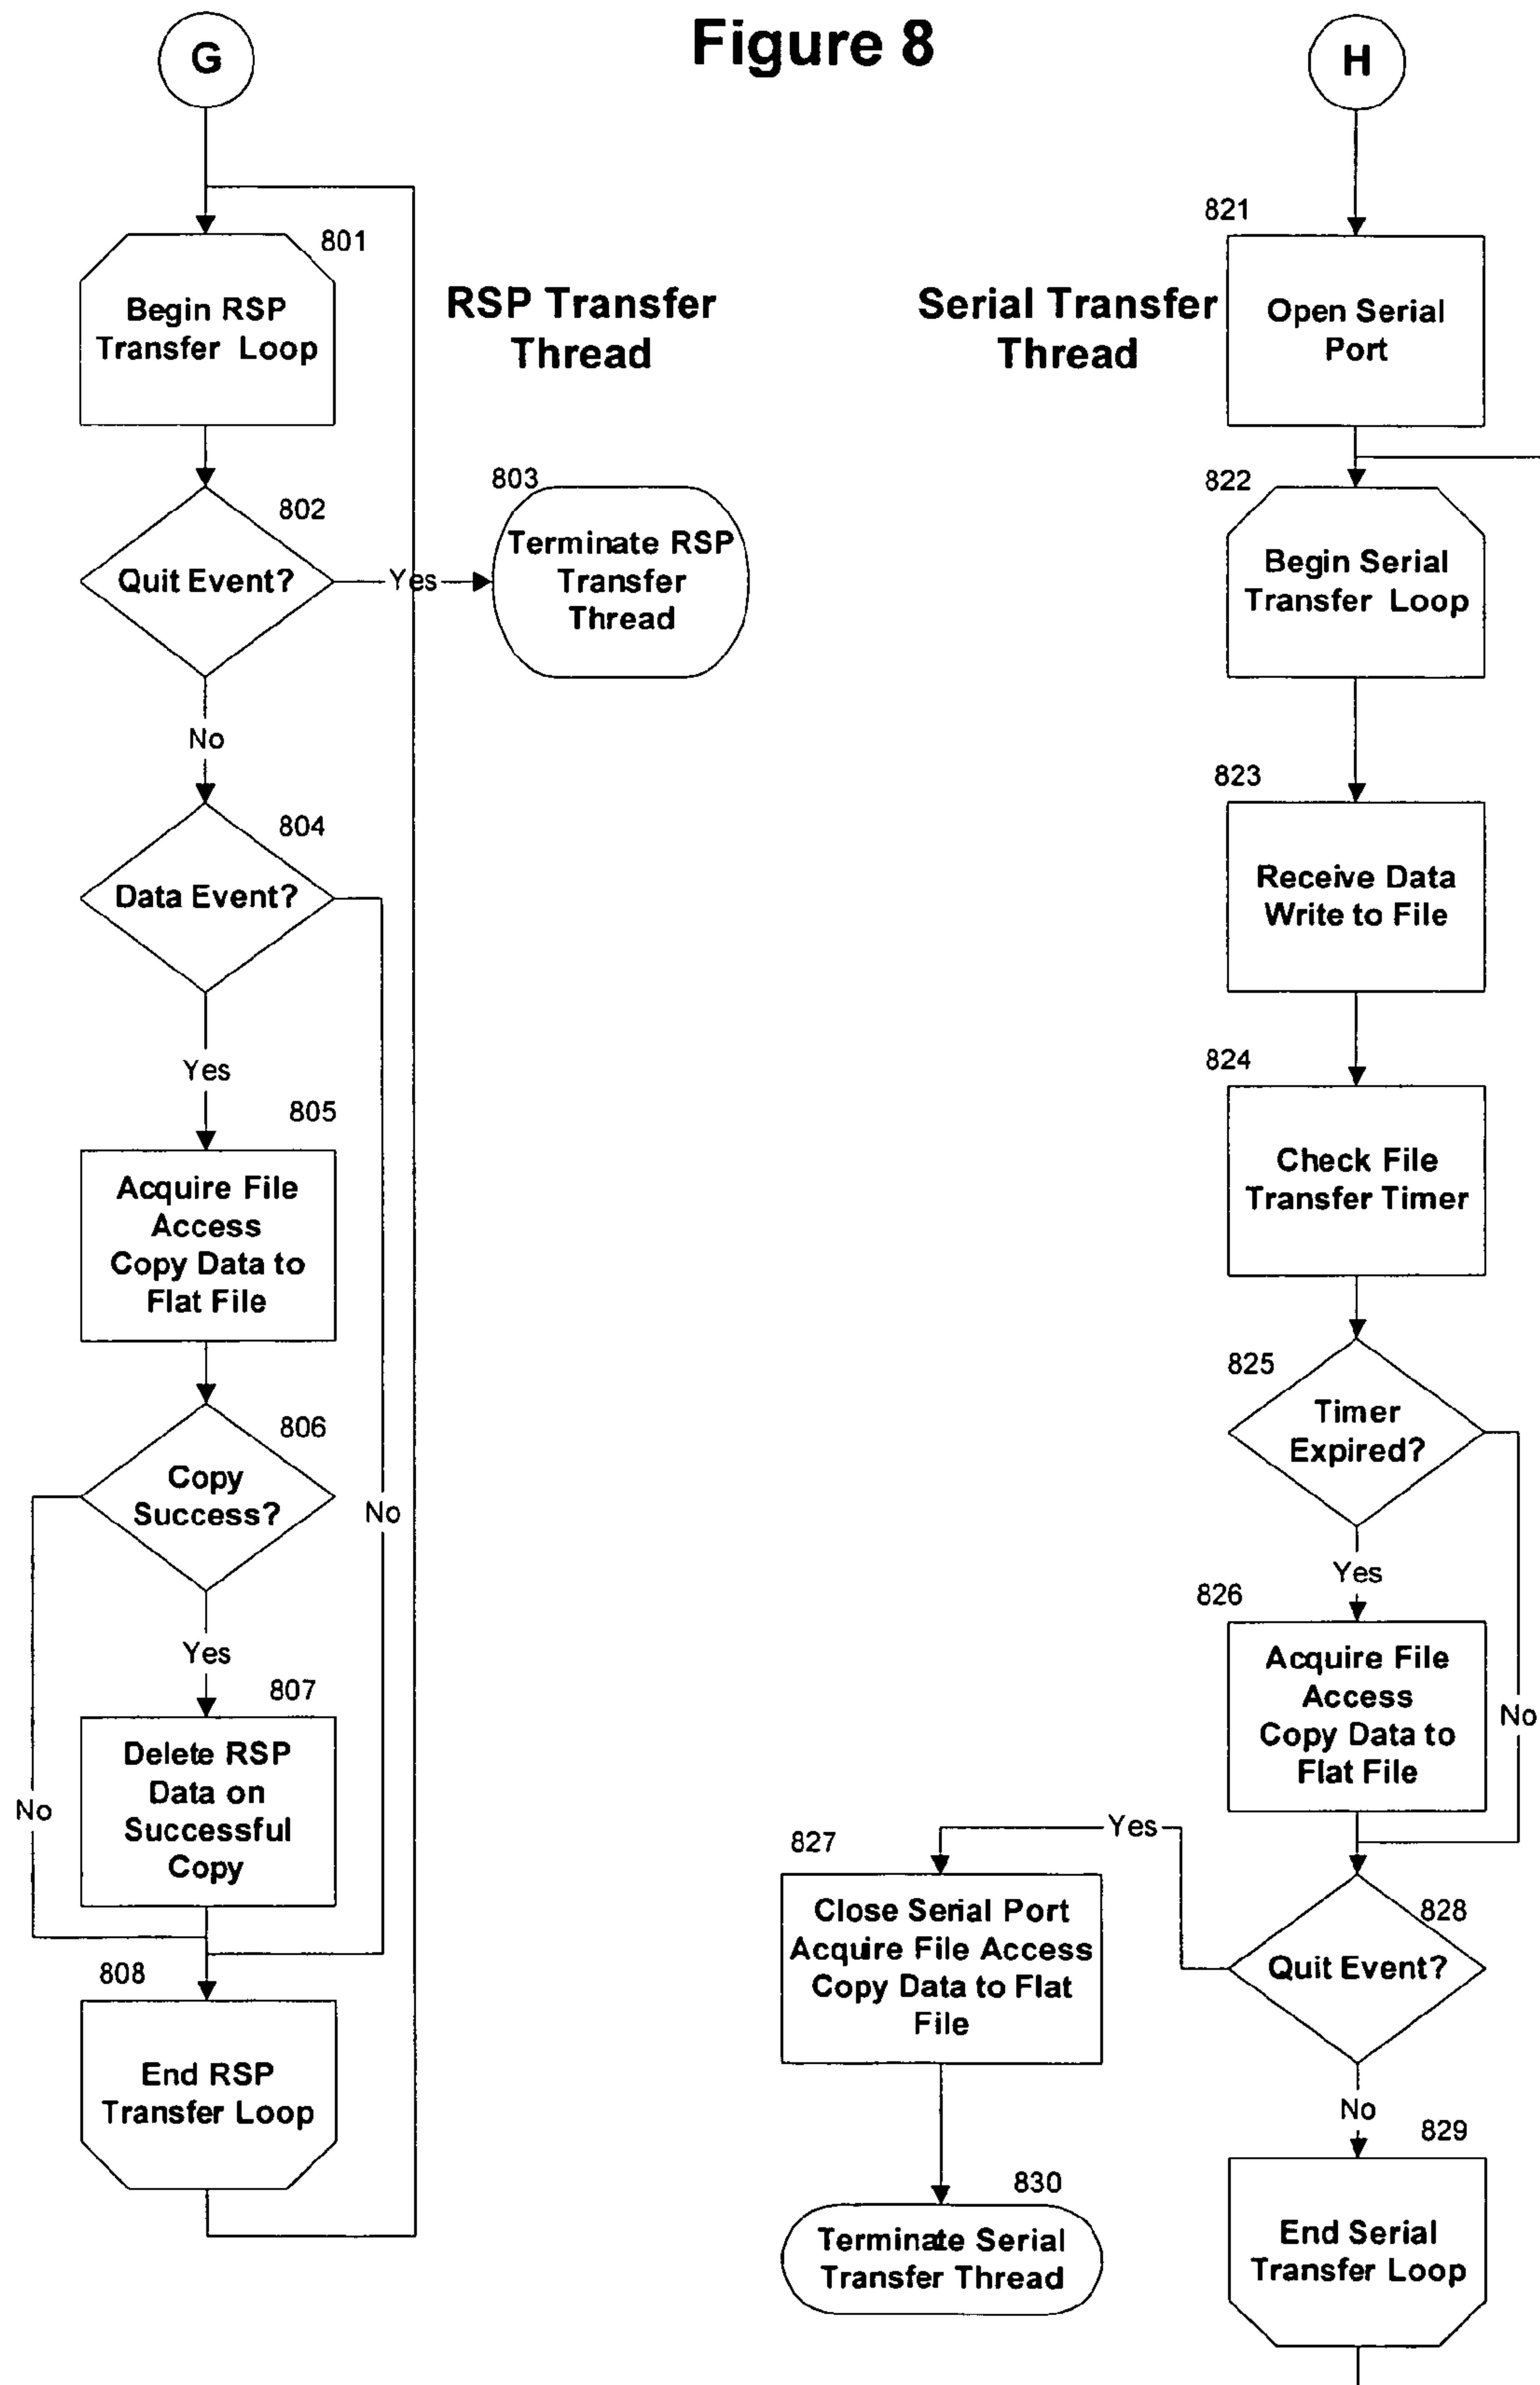 Figure 8
G
801
Begin RSP
Transfer Loop
RSP Transfer
Thread
802
Quit Event?
Yes
803
Terminate RSP
Transfer
Thread
No
804
Data Event?
Yes
805
Acquire File
Access
Copy Data to
Flat File
806
Copy
Success?
No
Yes
807
Delete RSP
Data on
Successful
Copy
No
808
End RSP
Transfer Loop
H
821
Open Serial
Port
Serial Transfer
Thread
822
Begin Serial
Transfer Loop
823
Receive Data
Write to File
824
Check File
Transfer Timer
825
Timer
Expired?
Yes
826
Acquire File
Access
Copy Data to
Flat File
No
Yes
827
Close Serial Port
Acquire File Access
Copy Data to Flat
File
828
Quit Event?
No
829
830
Terminate Serial
Transfer Thread
End Serial
Transfer Loop